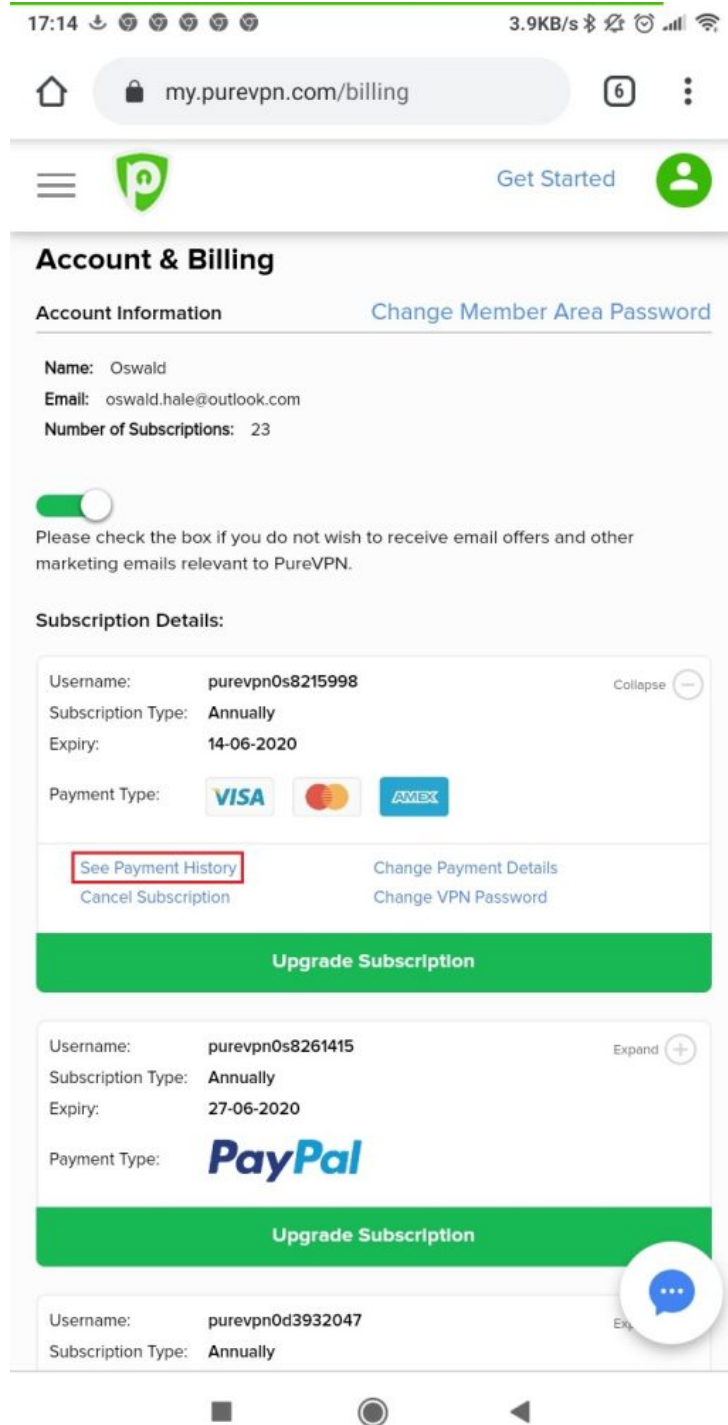 17:14 3.9KB/s
my.purevpn.com/billing 6
Get Started
Account & Billing
Account Information Change Member Area Password
Name: Oswald
Email: oswald.hale@outlook.com
Number of Subscriptions: 23
Please check the box if you do not wish to receive email offers and other
marketing emails relevant to PureVPN.
Subscription Details:
Username: purevpn0s8215998 Collapse
Subscription Type: Annually
Expiry: 14-06-2020
Payment Type: VISA AMEX
See Payment History Change Payment Details
Cancel Subscription Change VPN Password
Upgrade Subscription
Username: purevpn0s8261415 Expand
Subscription Type: Annually
Expiry: 27-06-2020
Payment Type: PayPal
Upgrade Subscription
Username: purevpn0d3932047
Subscription Type: Annually